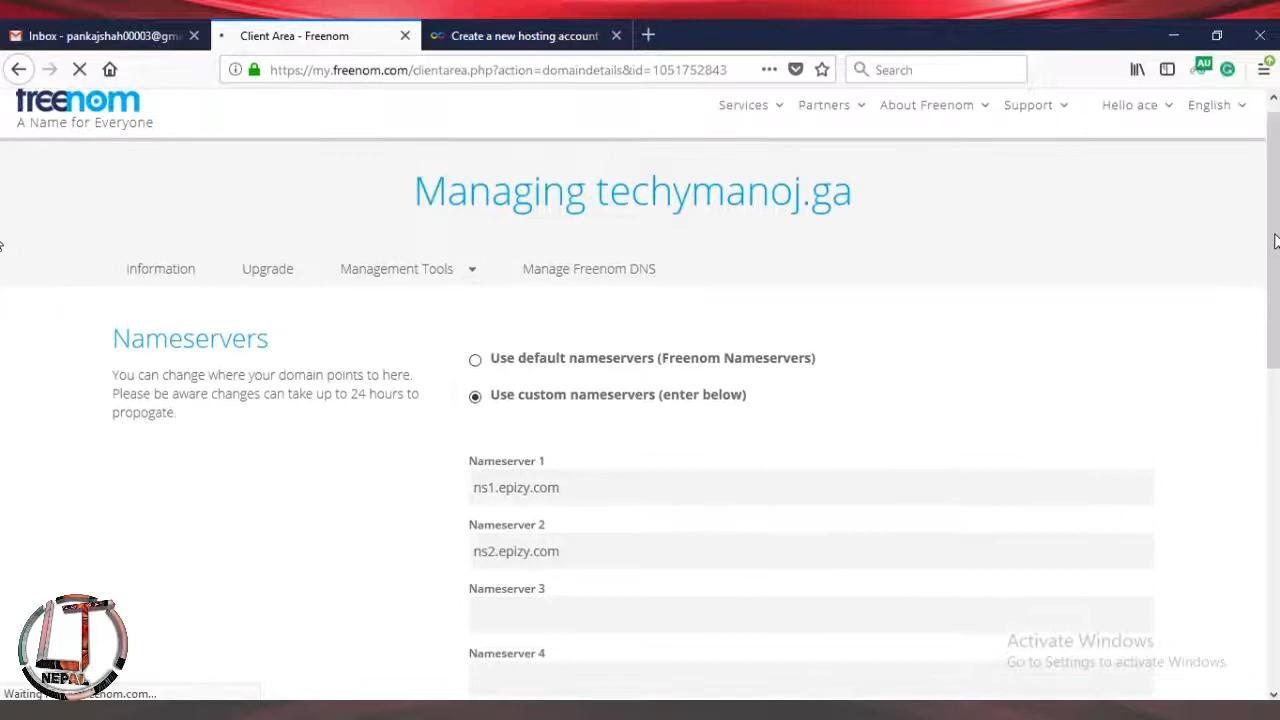 Inbox - pankajshah00003@gm
Client Area - Freenom
Create a new hosting account
https://my.freenom.com/clientarea.php?action=domaindetails&id=1051752843
Search
AU
freenom
A Name for Everyone
Services
Partners
About Freenom
Support
Hello ace
English
Managing techymanoj.ga
Information
Upgrade
Management Tools
Manage Freenom DNS
Nameservers
You can change where your domain points to here.
Please be aware changes can take up to 24 hours to
propogate.
Use default nameservers (Freenom Nameservers)
Use custom nameservers (enter below)
Nameserver 1
ns1.epizy.com
Nameserver 2
ns2.epizy.com
Nameserver 3
Nameserver 4
Activate Windows
Go to Settings to activate Windows.
NEPAL